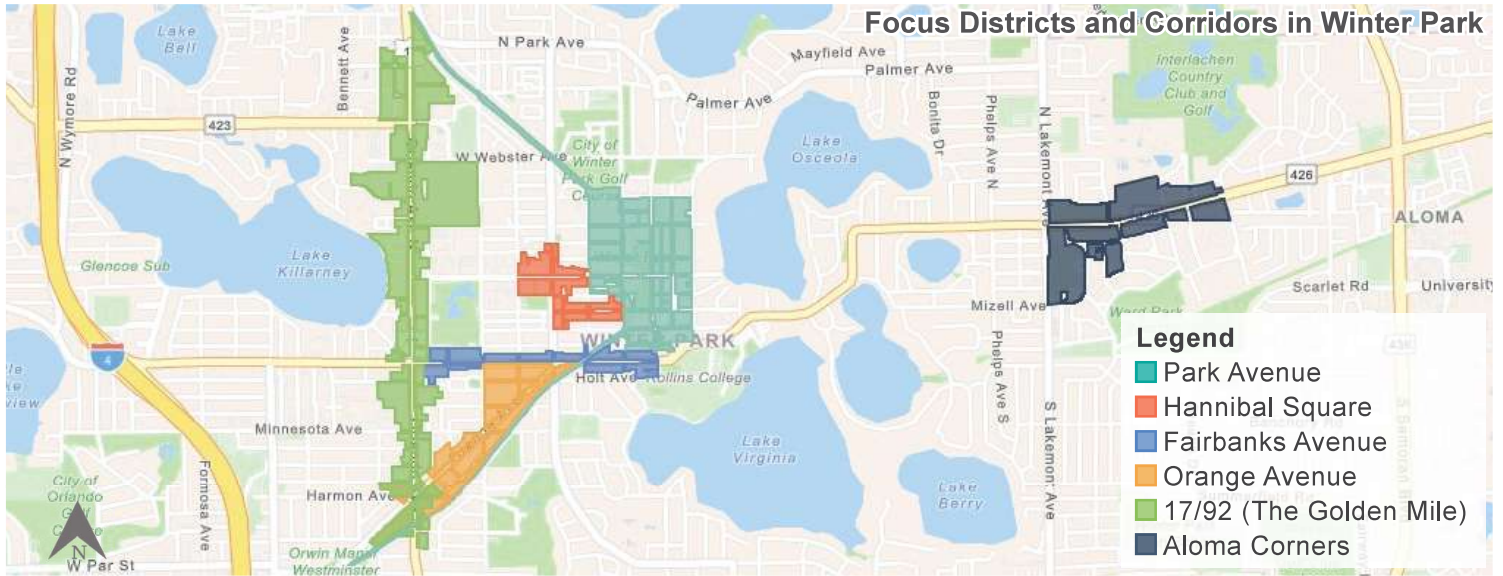 Focus Districts and Corridors in Winter Park
Lake
Bell
N Wymore Rd
Bennett Ave
1
N Park Ave
Mayfield Ave
Palmer Ave
Palmer Ave
Interlachen
Country
Club and
Golf
423
W Webster Ave
City of
Winter
Park Golf
Lake
Osceola
Bonita Dr
Phelps Ave N
N Lakemont Ave
426
ALOMA
Glencoe Sub
Lake
Killarney
Scarlet Rd
University
Mizell Ave
Ward Park
WINTER PARK
4
Holt Ave
Rollins College
Phelps Ave S
S Lakemont Ave
Minnesota Ave
Formosa Ave
Harmon Ave
Lake
Virginia
Lake
Berry
City of
Orlando
N
W Par St
Orwin Manor
Westminster
Legend
Park Avenue
Hannibal Square
Fairbanks Avenue
Orange Avenue
17/92 (The Golden Mile)
Aloma Corners